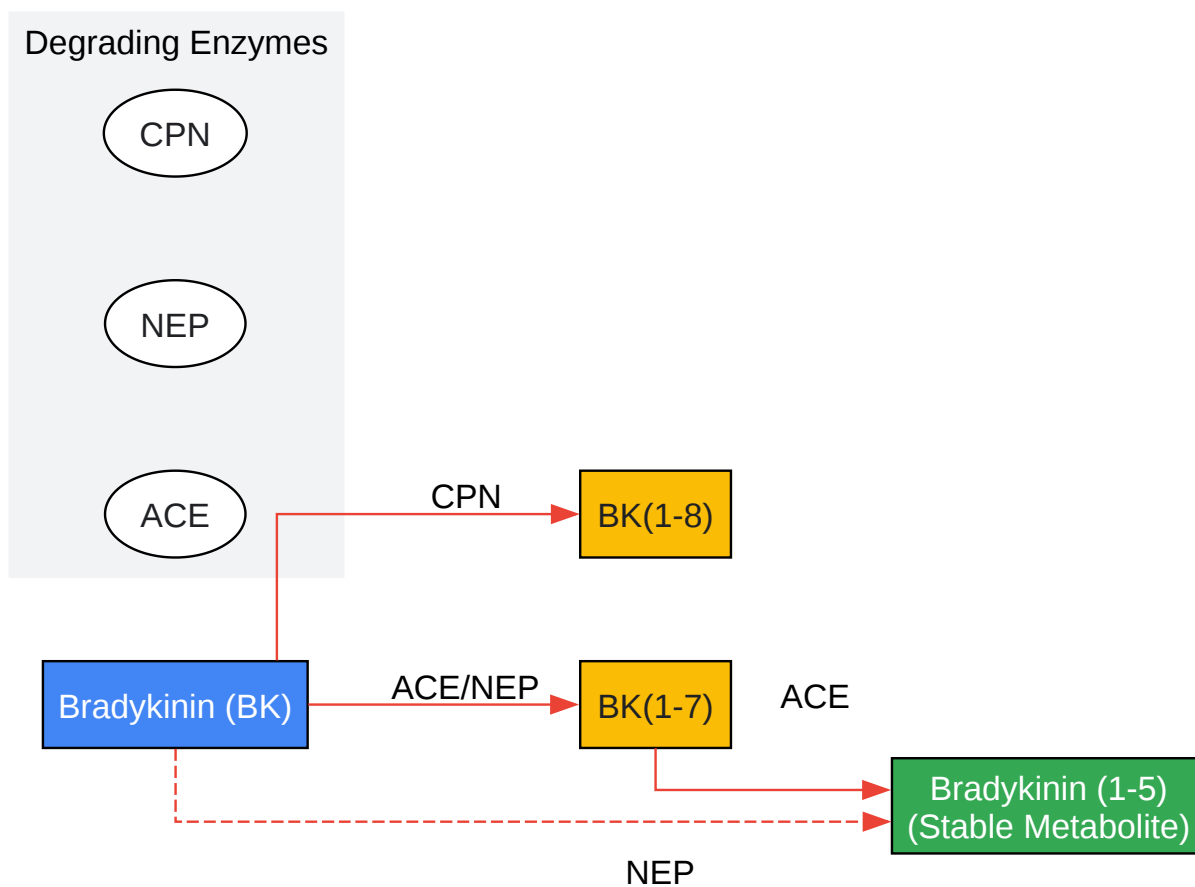 Degrading Enzymes
CPN
NEP
ACE
CPN
BK(1-8)
Bradykinin (BK)
ACE/NEP
BK(1-7)
ACE
Bradykinin (1-5)
(Stable Metabolite)
NEP